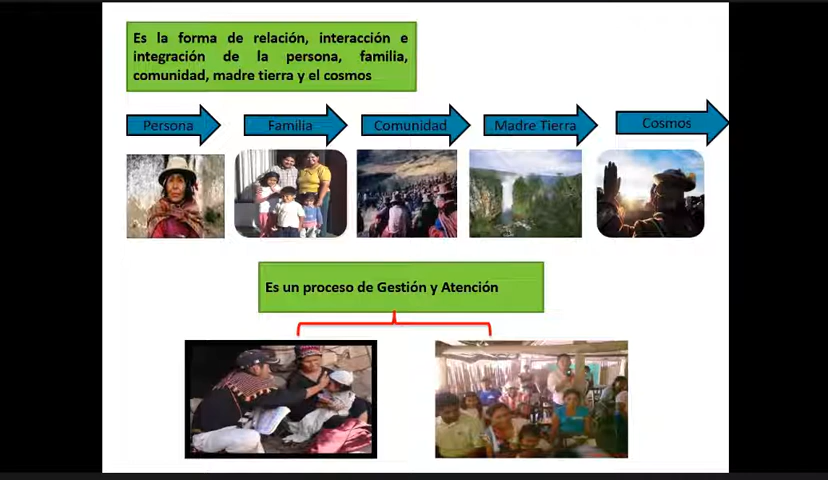 Es la forma de relación, interacción e
integración de la persona, familia,
comunidad, madre tierra y el cosmos
Persona
Familia
Comunidad
Madre Tierra
Cosmos
Es un proceso de Gestión y Atención